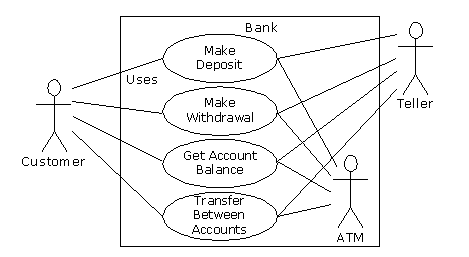 Bank
Make
Deposit
Uses
Make
Withdrawal
Teller
Customer
Get Account
Balance
Transfer
Between
Accounts
ATM